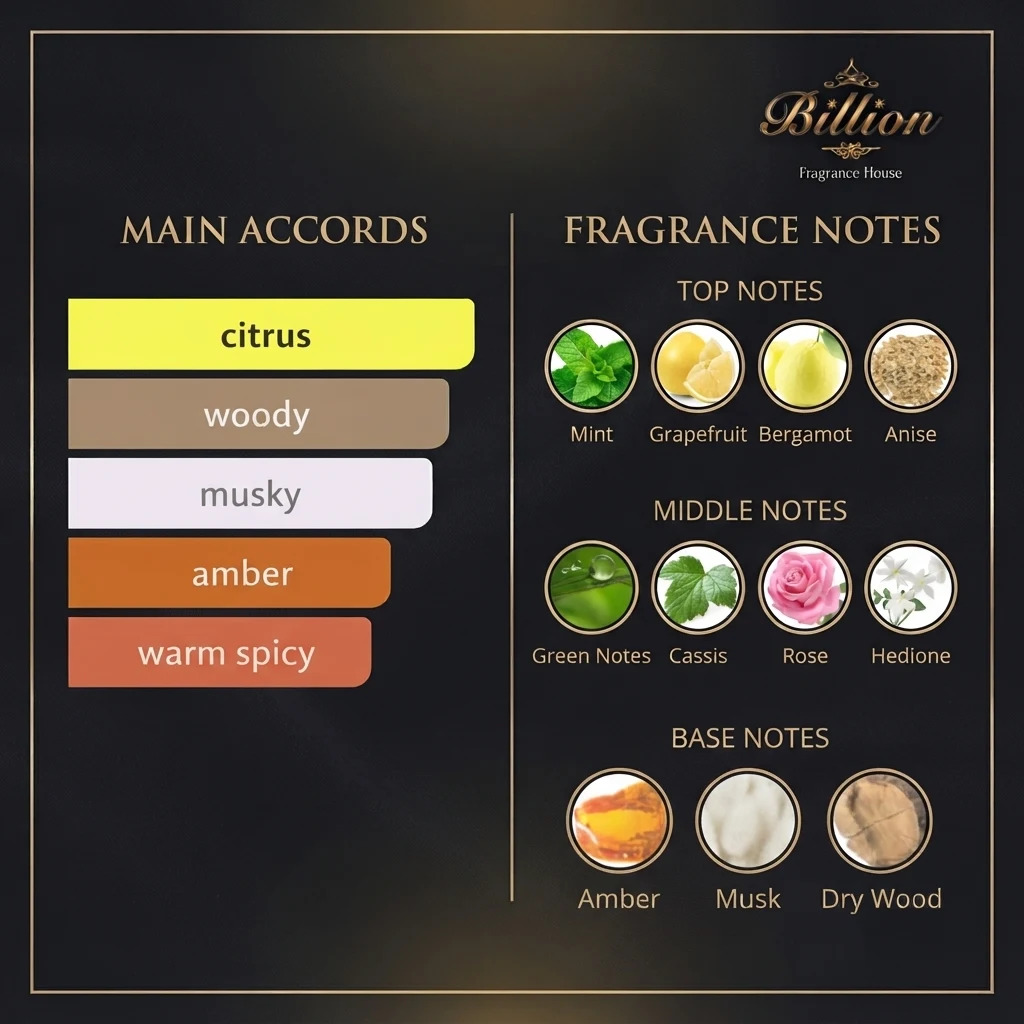 Billion
Fragrance House
MAIN ACCORDS
citrus
woody
musky
amber
warm spicy
FRAGRANCE NOTES
TOP NOTES
Mint Grapefruit Bergamot Anise
MIDDLE NOTES
Green Notes Cassis Rose Hedione
BASE NOTES
Amber Musk Dry Wood